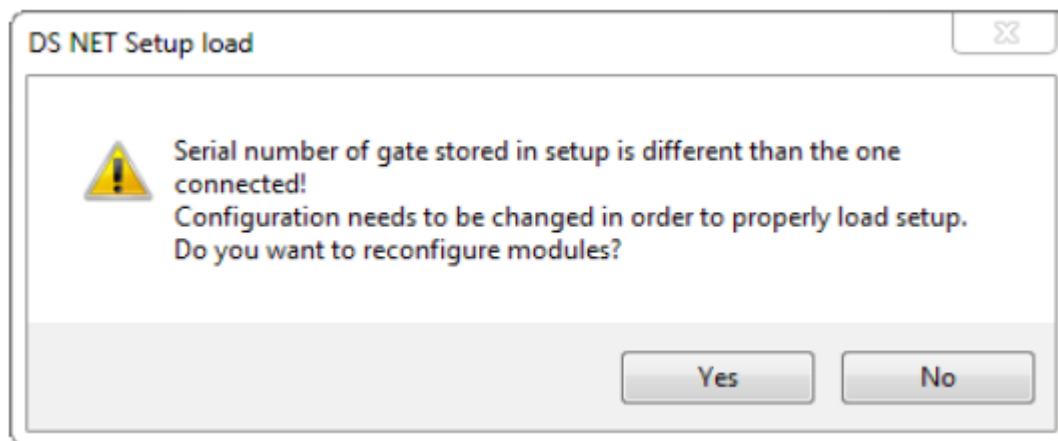 DS NET Setup load
Serial number of gate stored in setup is different than the one
connected!
Configuration needs to be changed in order to properly load setup.
Do you want to reconfigure modules?
Yes
No